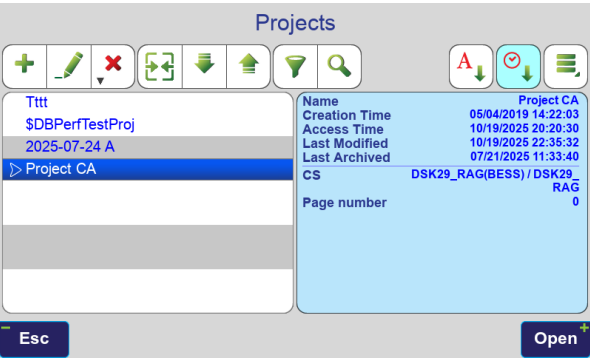 Projects
A
Tttt
$DBPerfTestProj
2025-07-24 A
Project CA
Name Project CA
Creation Time 05/04/2019 14:22:03
Access Time 10/19/2025 20:20:30
Last Modified 10/19/2025 22:35:32
Last Archived 07/21/2025 11:33:40
CS DSK29_RAG(BESS) / DSK29_
RAG
Page number 0
Esc
Open